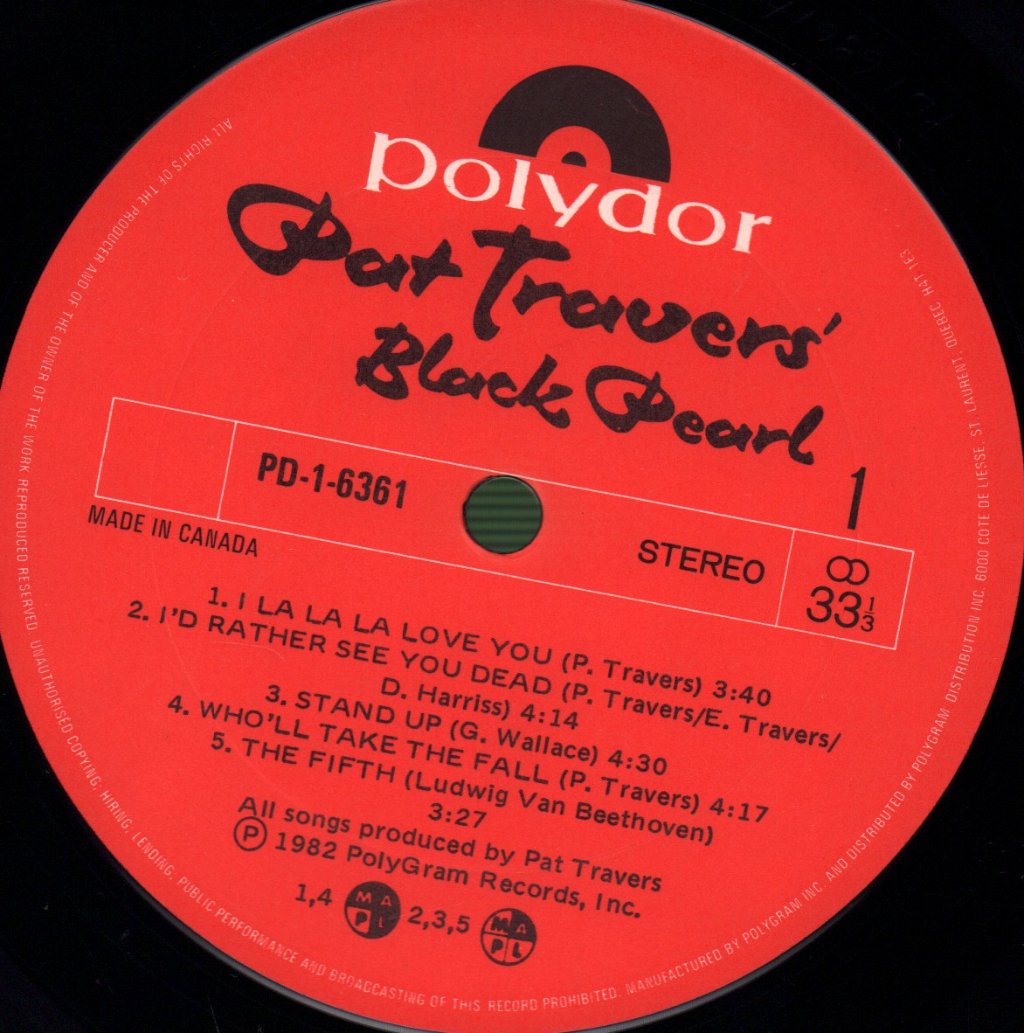 polydor
Pat Travers'
Black Pearl
1
PD-1-6361
STEREO
33⅓
MADE IN CANADA
1. I LA LA LA LOVE YOU (P. Travers) 3:40
2. I'D RATHER SEE YOU DEAD (P. Travers/E. Travers/
D. Harriss) 4:14
3. STAND UP (G. Wallace) 4:30
4. WHO'LL TAKE THE FALL (P. Travers) 4:17
5. THE FIFTH (Ludwig Van Beethoven)
3:27
All songs produced by Pat Travers
Ⓟ 1982 PolyGram Records, Inc.
1,4 MAPL 2,3,5 MAPL
ALL RIGHTS OF THE PRODUCER AND OF THE OWNER OF THE WORK REPRODUCED RESERVED. UNAUTHORISED COPYING, HIRING, LENDING, PUBLIC PERFORMANCE AND BROADCASTING OF THIS RECORD PROHIBITED. MANUFACTURED BY POLYGRAM INC. AND DISTRIBUTED BY POLYGRAM DISTRIBUTION INC. 6000 COTE DE LIESSE, ST. LAURENT, QUEBEC H4T 1E3